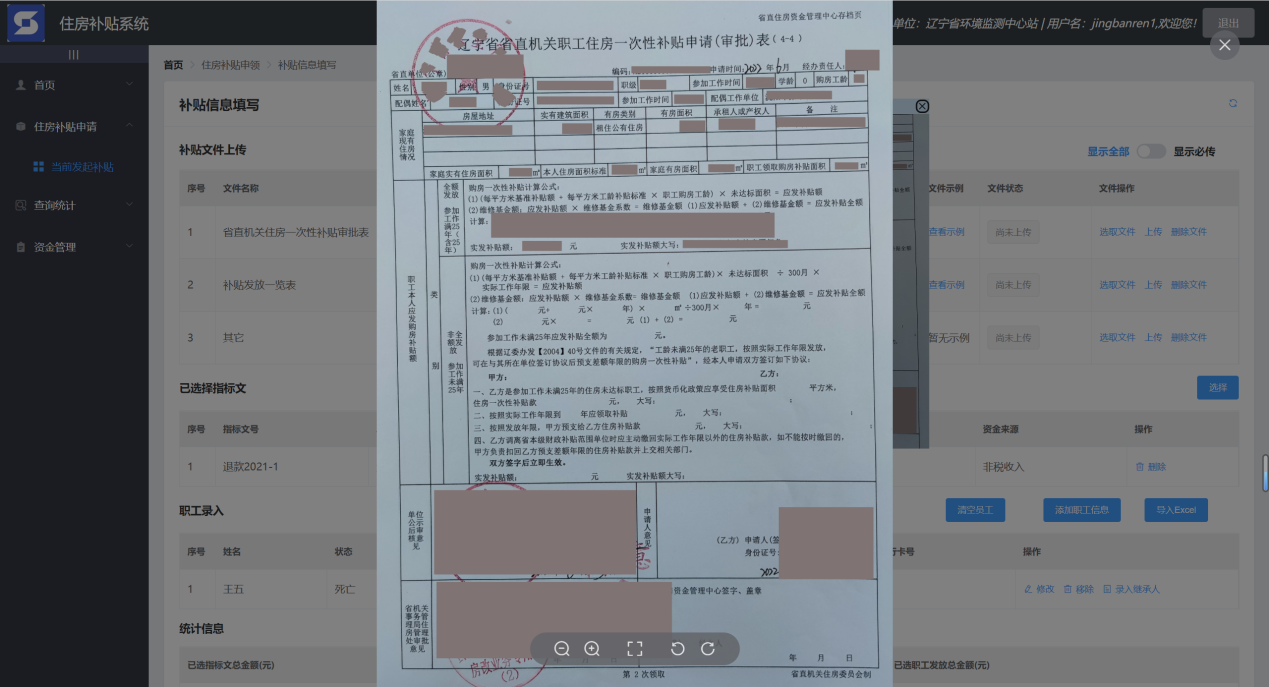 住房补贴系统
单位：辽宁省环境监测中心站 | 用户名：jingbanren1,欢迎您!
退出
首页
住房补贴申请
当前发起补贴
查询统计
资金管理
首页 > 住房补贴申领 > 补贴信息填写
补贴信息填写
补贴文件上传
显示全部 显示必传
序号 文件名称 文件示例 文件状态 文件操作
1 省直机关住房一次性补贴审批表 查看示例 尚未上传 选取文件 上传 删除文件
2 补贴发放一览表 查看示例 尚未上传 选取文件 上传 删除文件
3 其它 暂无示例 尚未上传 选取文件 上传 删除文件
已选择指标文
选择
序号 指标文号 资金来源 操作
1 退款2021-1 非税收入 删除
职工录入
清空员工 添加职工信息 导入Excel
序号 姓名 状态 行卡号 操作
1 王五 死亡 修改 移除 录入继承人
统计信息
已选指标文总金额(元) 已选职工发放总金额(元)
省直住房资金管理中心存档页
辽宁省省直机关职工住房一次性补贴申请(审批)表(4-4)
省直单位(公章) 编码: 申请时间: 2022 年 6 月 经办责任人:
姓名 性别 男 身份证号 职级 参加工作时间 学龄 0 购房工龄
配偶姓名 证号 参加工作时间 配偶工作单位
家庭现有住房情况
房屋地址 实有建筑面积 有房类别 有房面积 承租人或产权人 备 注
租住公有住房
家庭实有住房面积 ㎡ 本人住房面积标准 ㎡ 家庭有房面积 ㎡ 职工领取购房补贴面积 ㎡
职工本人应发购房补贴额
类别
全额发放 参加工作满25年(含25年)
购房一次性补贴计算公式:
(1)(每平方米基准补贴额 + 每平方米工龄补贴标准 × 职工购房工龄) × 未达标面积 = 应发补贴额
(2)维修基金额: 应发补贴额 × 维修基金系数 = 维修基金额 (1)应发补贴额 + (2)维修基金额 = 应发补贴全额
计算:
实发补贴额: 元 实发补贴额大写:
非全额发放 参加工作未满25年
购房一次性补贴计算公式:
(1)(每平方米基准补贴额 + 每平方米工龄补贴标准 × 职工购房工龄)× 未达标面积 ÷ 300月 ×
实际工作年限 = 应发补贴额
(2)维修基金额: 应发补贴额 × 维修基金系数= 维修基金额 (1)应发补贴额 + (2)维修基金额 = 应发补贴全额
计算:(1)( 元+ 元× 年) × ㎡÷300月× 年= 元
(2) 元× = 元 (1) + (2) = 元
参加工作未满25年应发补贴全额为 元。
根据辽委办发【2004】40号文件的有关规定，“工龄未满25年的老职工，按照实际工作年限发放，
可在与其所在单位签订协议后预支差额年限的购房一次性补贴”，经本人申请双方签订如下协议:
甲方: 乙方:
一、乙方是参加工作未满25年的住房未达标职工，按照货币化政策应享受住房补贴面积 平方米，
住房一次性补贴款 元， 大写: ;
二、按照实际工作年限到 年应领取补贴 元， 大写: ;
三、按照发放年限，甲方预支给乙方住房补贴款 元， 大写: ;
四、乙方调离省本级财政补贴范围单位时应主动缴回实际工作年限以外的住房补贴款，如不能按时缴回的，
甲方负责扣回乙方预支差额年限的住房补贴款并上交相关部门。
双方签字后立即生效。
实发补贴额: 元 实发补贴额大写:
单位公示后审核意见
申请人意见
(乙方) 申请人(签
身份证号:
2022
省机关事务管理局住房管理处审批意见
资金管理中心签字、盖章
年 月 日
房改业务专用
(2)
第 2 次领取
省直机关住房委员会制